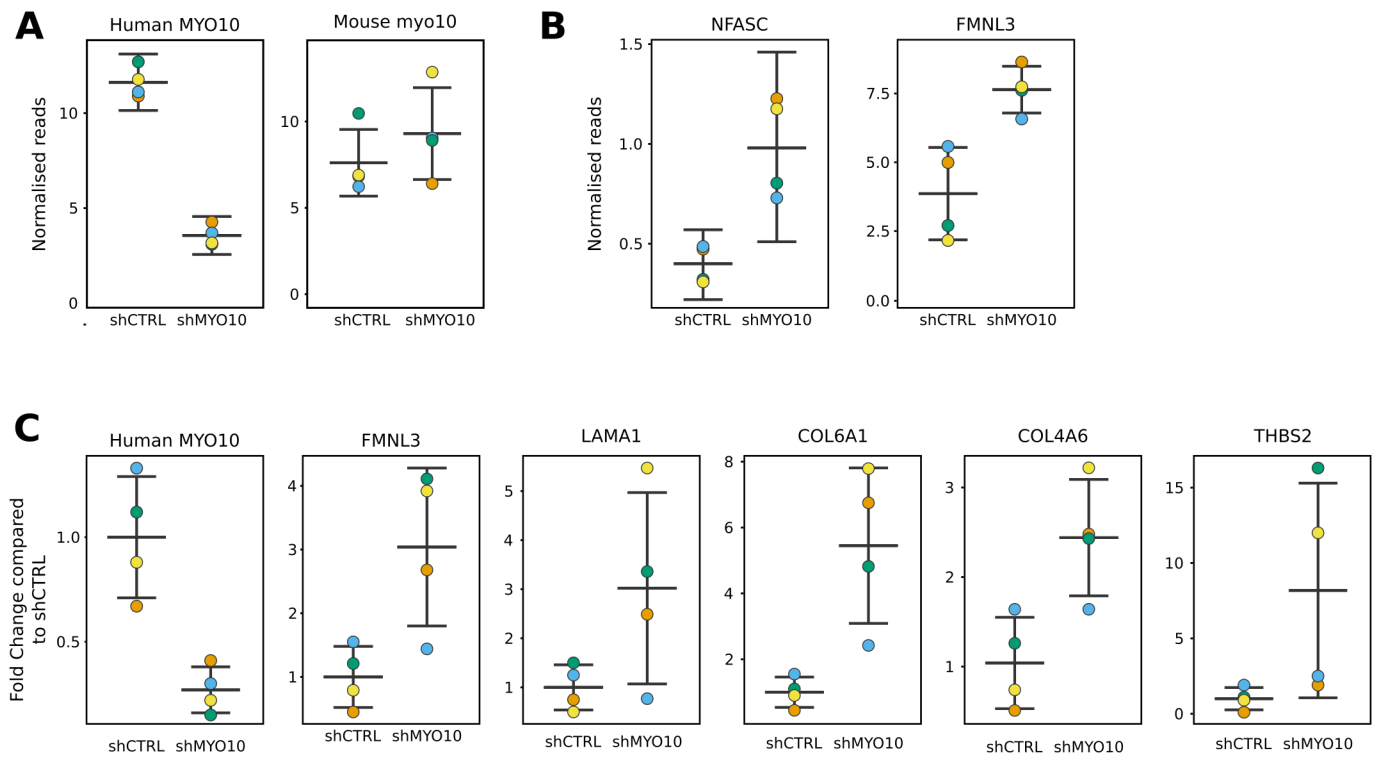 A
Human MYO10
Mouse myo10
B
NFASC
FMNL3
Normalised reads
10
5
0
.
shCTRL shMYO10
10
5
0
shCTRL shMYO10
Normalised reads
1.5
1.0
0.5
shCTRL shMYO10
7.5
5.0
2.5
0.0
shCTRL shMYO10
C
Human MYO10
FMNL3
LAMA1
COL6A1
COL4A6
THBS2
Fold Change compared
to shCTRL
1.0
0.5
shCTRL shMYO10
4
3
2
1
shCTRL shMYO10
5
4
3
2
1
shCTRL shMYO10
8
6
4
2
shCTRL shMYO10
3
2
1
shCTRL shMYO10
15
10
5
0
shCTRL shMYO10